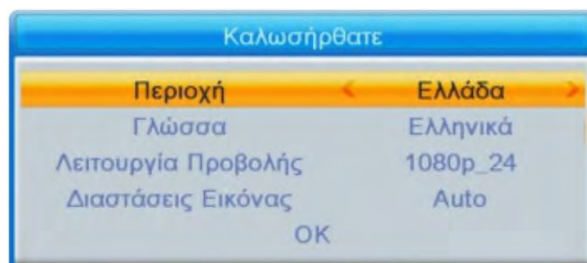 Καλωσήρθατε
Περιοχή < Ελλάδα >
Γλώσσα Ελληνικά
Λειτουργία Προβολής 1080p_24
Διαστάσεις Εικόνας Auto
OK